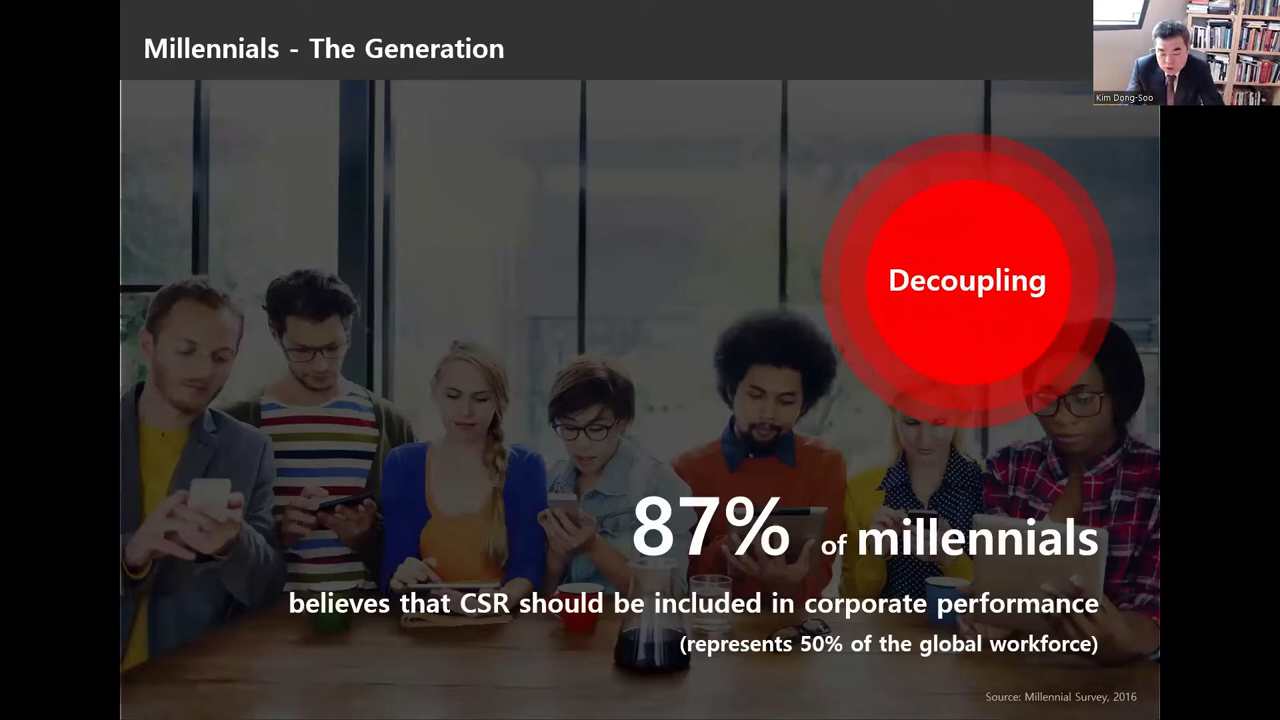 Millennials - The Generation
Kim Dong-Soo
Decoupling
87% of millennials
believes that CSR should be included in corporate performance
(represents 50% of the global workforce)
Source: Millennial Survey, 2016